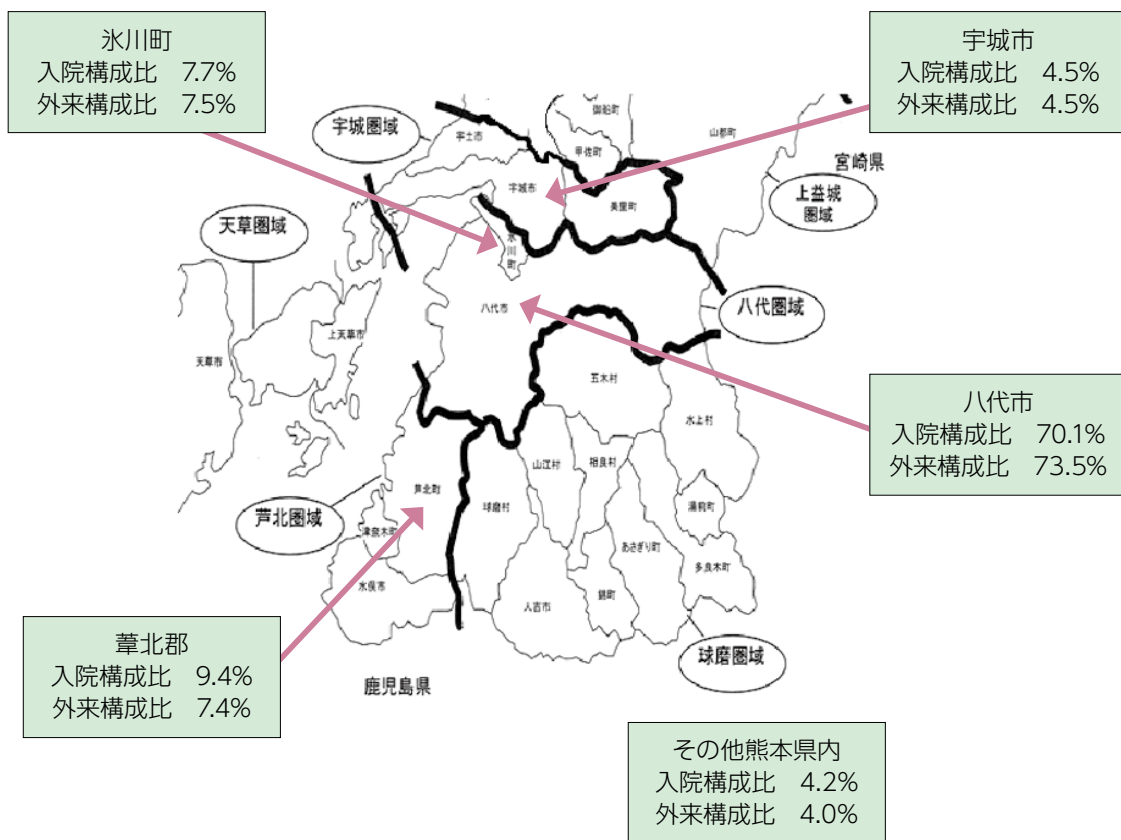 氷川町
入院構成比 7.7%
外来構成比 7.5%
宇城市
入院構成比 4.5%
外来構成比 4.5%
宇城圏域
宇土市
御船町
甲佐町
山都町
宮崎県
上益城
圏域
宇城市
美里町
天草圏域
氷川町
八代市
八代圏域
上天草市
天草市
五木村
水上村
八代市
入院構成比 70.1%
外来構成比 73.5%
山江村
相良村
芦北町
球磨村
湯前町
芦北圏域
津奈木町
あさぎり町
多良木町
水俣市
人吉市
錦町
球磨圏域
葦北郡
入院構成比 9.4%
外来構成比 7.4%
鹿児島県
その他熊本県内
入院構成比 4.2%
外来構成比 4.0%